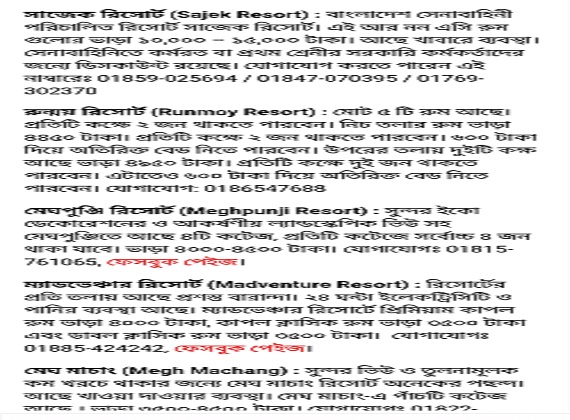 সাজেক রিসোর্ট (Sajek Resort) : বাংলাদেশ সেনাবাহিনী
পরিচালিত রিসোর্ট সাজেক রিসোর্ট। এই আর নন এসি রুম
গুলোর ভাড়া ১০,০০০ – ১৫,০০০ টাকা। আছে খাবারে ব্যবস্থা।
সেনাবাহিনিতে কর্মরত বা প্রথম শ্রেনীর সরকারি কর্মকর্তাদের
জন্যে ডিসকাউন্ট রয়েছে। যোগাযোগ করতে পারেন এই
নাম্বারেঃ 01859-025694 / 01847-070395 / 01769-
302370
রুন্ময় রিসোর্ট (Runmoy Resort) : মোট ৫ টি রুম আছে।
প্রতিটি কক্ষে ২ জন থাকতে পারবেন। নিচ তলার রুম ভাড়া
৪৪৫০ টাকা। প্রতিটি কক্ষে ২ জন থাকতে পারবেন। ৬০০ টাকা
দিয়ে অতিরিক্ত বেড নিতে পারবেন। উপরের তলায় দুইটি কক্ষ
আছে ভাড়া ৪৯৫০ টাকা। প্রতিটি কক্ষে দুই জন থাকতে
পারবেন। এটাতেও ৬০০ টাকা দিয়ে অতিরিক্ত বেড নিতে
পারবেন। যোগাযোগ: 0186547688
মেঘপুঞ্জি রিসোর্ট (Meghpunji Resort) : সুন্দর ইকো
ডেকোরেশনের ও আকর্ষনীয় ল্যান্ডস্কেপিক ভিউ সহ
মেঘপুঞ্জিতে আছে ৪টি কটেজ, প্রতিটি কটেজে সর্বোচ্চ ৪ জন
থাকা যাবে। ভাড়া ৪০০০-৪৫০০ টাকা। যোগাযোগঃ 01815-
761065, ফেসবুক পেইজ।
ম্যাডভেঞ্চার রিসোর্ট (Madventure Resort) : রিসোর্টের
প্রতি তলায় আছে প্রশস্ত বারান্দা। ২৪ ঘন্টা ইলেকট্রিসিটি ও
পানির ব্যবস্থা আছে। ম্যাডভেঞ্চার রিসোর্টে প্রিমিয়াম কাপল
রুম ভাড়া ৪০০০ টাকা, কাপল ক্লাসিক রুম ভাড়া ৩৫০০ টাকা
এবং ডাবল ক্লাসিক রুম ভাড়া ৩৫০০ টাকা। যোগাযোগঃ
01885-424242, ফেসবুক পেইজ।
মেঘ মাচাং (Megh Machang) : সুন্দর ভিউ ও তুলনামূলক
কম খরচে থাকার জন্যে মেঘ মাচাং রিসোর্ট অনেকের পছন্দ।
আছে খাওয়া দাওয়ার ব্যবস্থা। মেঘ মাচাং-এ পাঁচটি কটেজ
আছে । ভাড়া ৩৫০০-৪৫০০ টাকা। যোগাযোগঃ 01822-